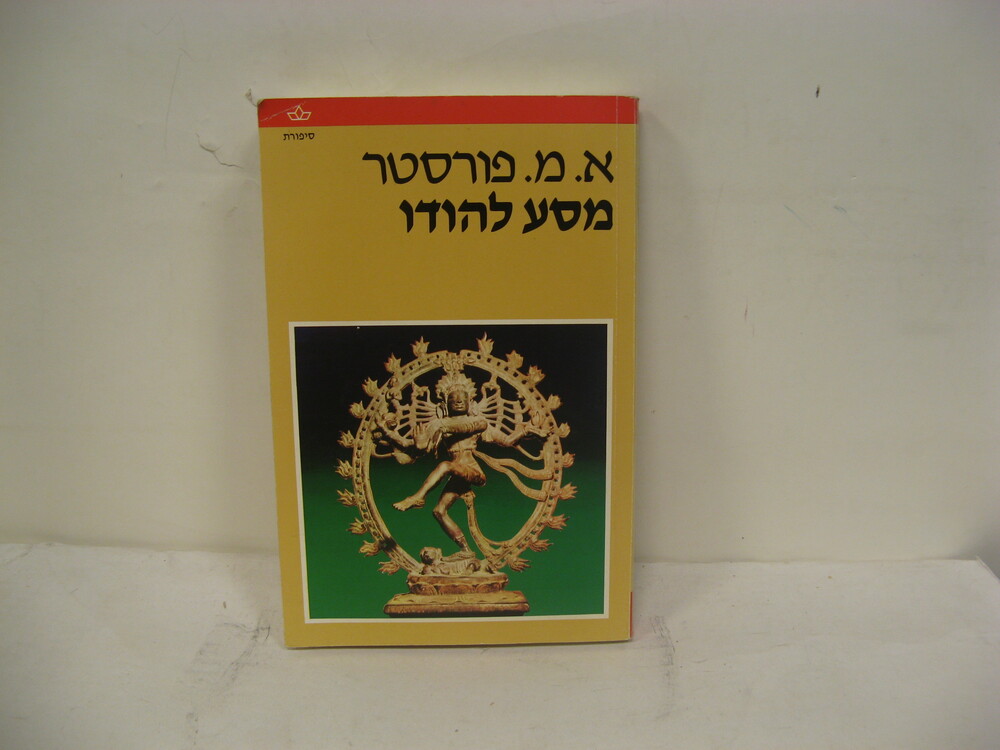 סיפורת
א. מ. פורסטר
מסע להודו